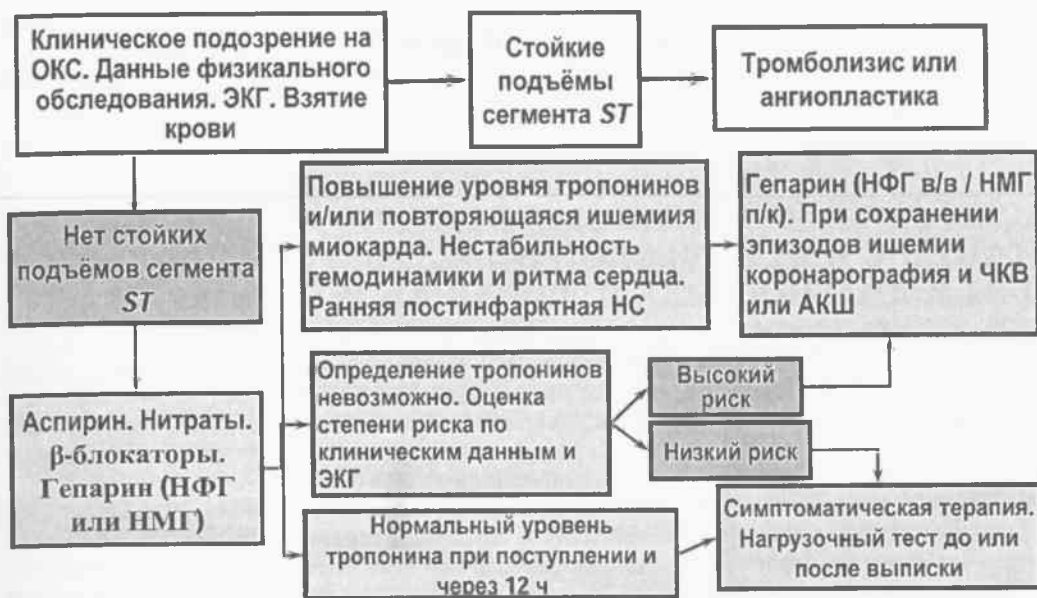 Клиническое подозрение на
ОКС. Данные физикального
обследования. ЭКГ. Взятие
крови
Стойкие
подъёмы
сегмента ST
Тромболизис или
ангиопластика
Нет стойких
подъёмов сегмента
ST
Повышение уровня тропонинов
и/или повторяющаяся ишемиия
миокарда. Нестабильность
гемодинамики и ритма сердца.
Ранняя постинфарктная НС
Гепарин (НФГ в/в / НМГ
п/к). При сохранении
эпизодов ишемии
коронарография и ЧКВ
или АКШ
Аспирин. Нитраты.
β-блокаторы.
Гепарин (НФГ
или НМГ)
Определение тропонинов
невозможно. Оценка
степени риска по
клиническим данным и
ЭКГ
Высокий
риск
Низкий риск
Нормальный уровень
тропонина при поступлении и
через 12 ч
Симптоматическая терапия.
Нагрузочный тест до или
после выписки